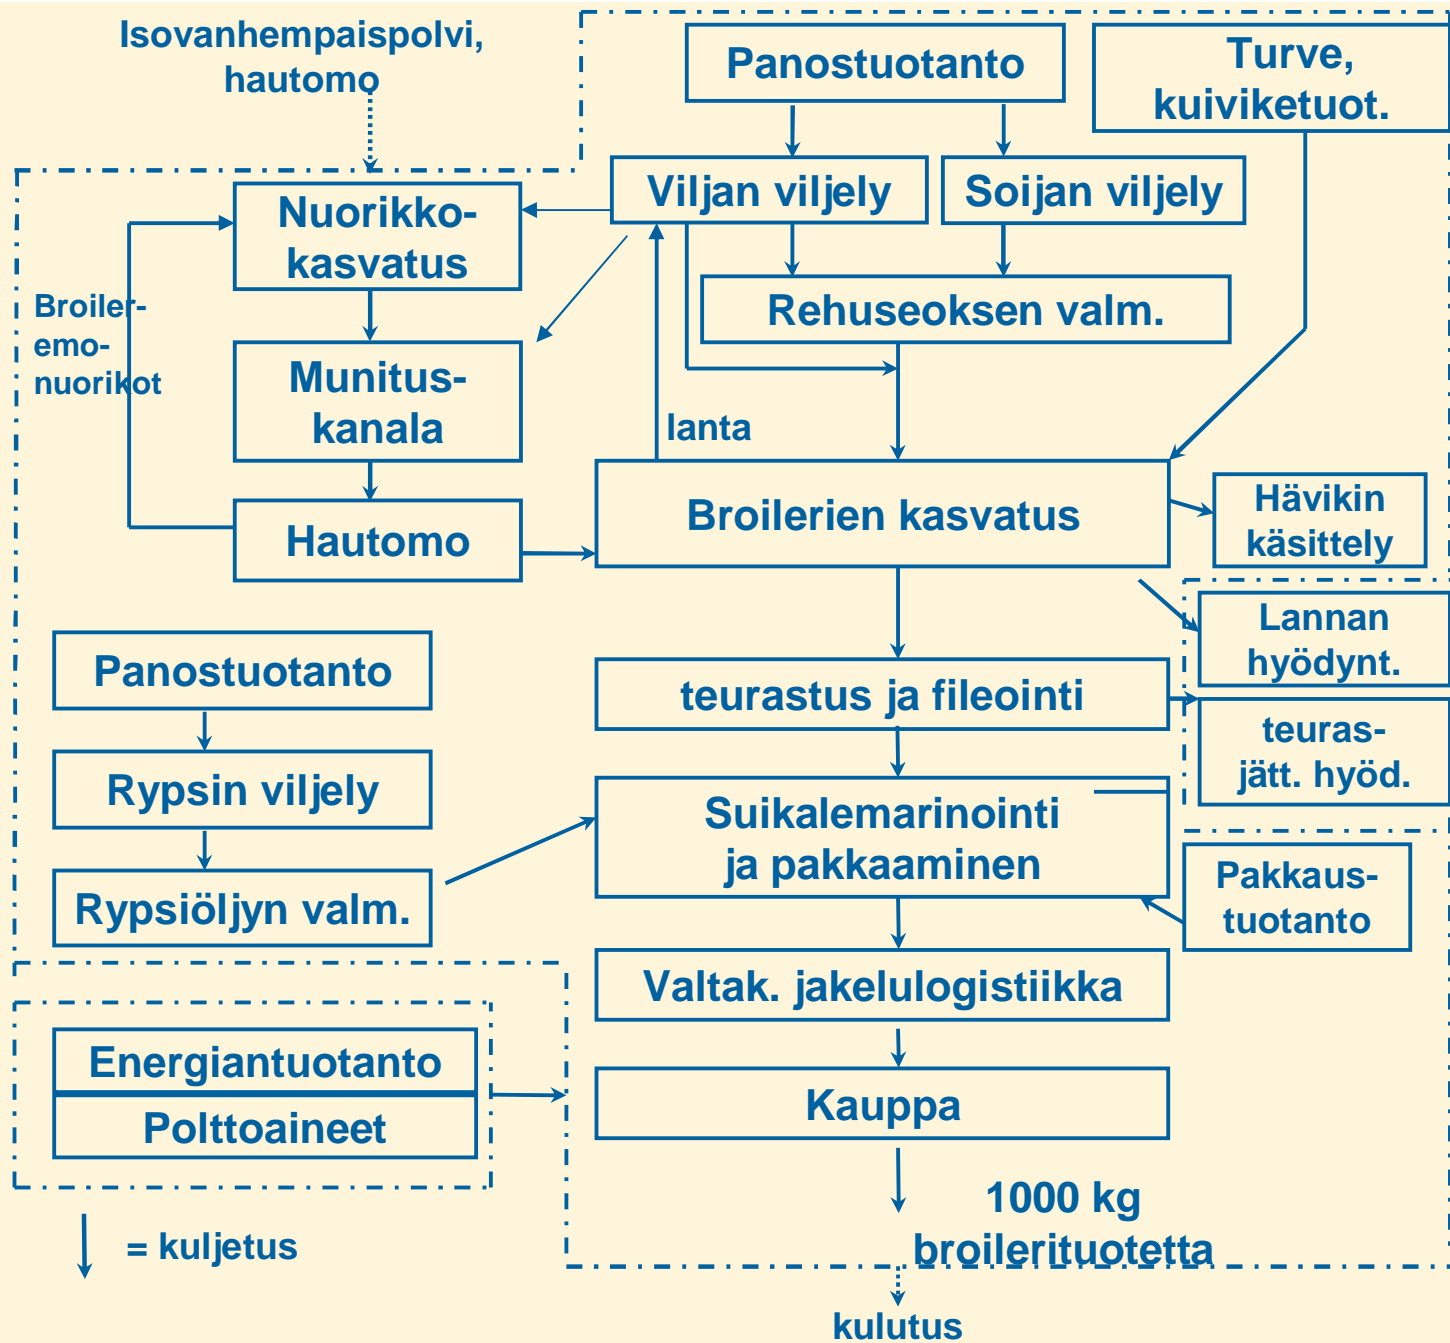 Isovanhempaispolvi,
hautomo
Panostuotanto
Turve,
kuiviketuot.
Viljan viljely
Soijan viljely
Nuorikko-
kasvatus
Rehuseoksen valm.
Broiler-
emo-
nuorikot
Munitus-
kanala
lanta
Hautomo
Broilerien kasvatus
Hävikin
käsittely
Lannan
hyödynt.
Panostuotanto
teurastus ja fileointi
teuras-
jätt. hyöd.
Rypsin viljely
Suikalemarinointi
ja pakkaaminen
Rypsiöljyn valm.
Pakkaus-
tuotanto
Valtak. jakelulogistiikka
Energiantuotanto
Polttoaineet
Kauppa
1000 kg
broilerituotetta
= kuljetus
kulutus